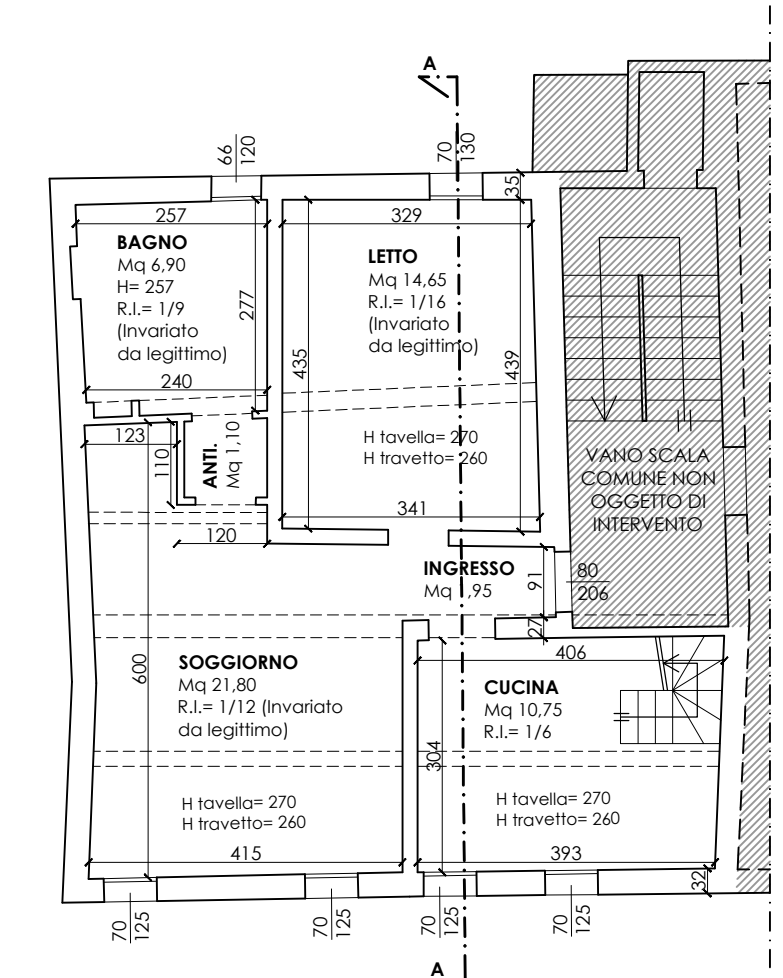 A
66
120
70
130
35
257
329
BAGNO
Mq 6,90
H= 257
R.I.= 1/9
(Invariato
da legittimo)
277
LETTO
Mq 14,65
R.I.= 1/16
(Invariato
da legittimo)
435
439
240
123
110
ANTI.
Mq 1,10
H tavella= 270
H travetto= 260
VANO SCALA
COMUNE NON
OGGETTO DI
INTERVENTO
341
120
INGRESSO
Mq ,95
91
80
206
27
600
SOGGIORNO
Mq 21,80
R.I.= 1/12 (Invariato
da legittimo)
406
CUCINA
Mq 10,75
R.I.= 1/6
304
H tavella= 270
H travetto= 260
H tavella= 270
H travetto= 260
415
393
32
70
125
70
125
70
125
70
125
A